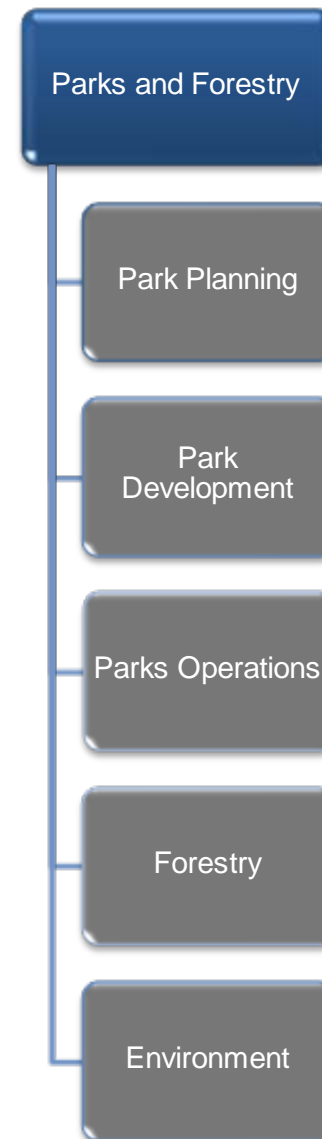 Parks and Forestry
Park Planning
Park
Development
Parks Operations
Forestry
Environment